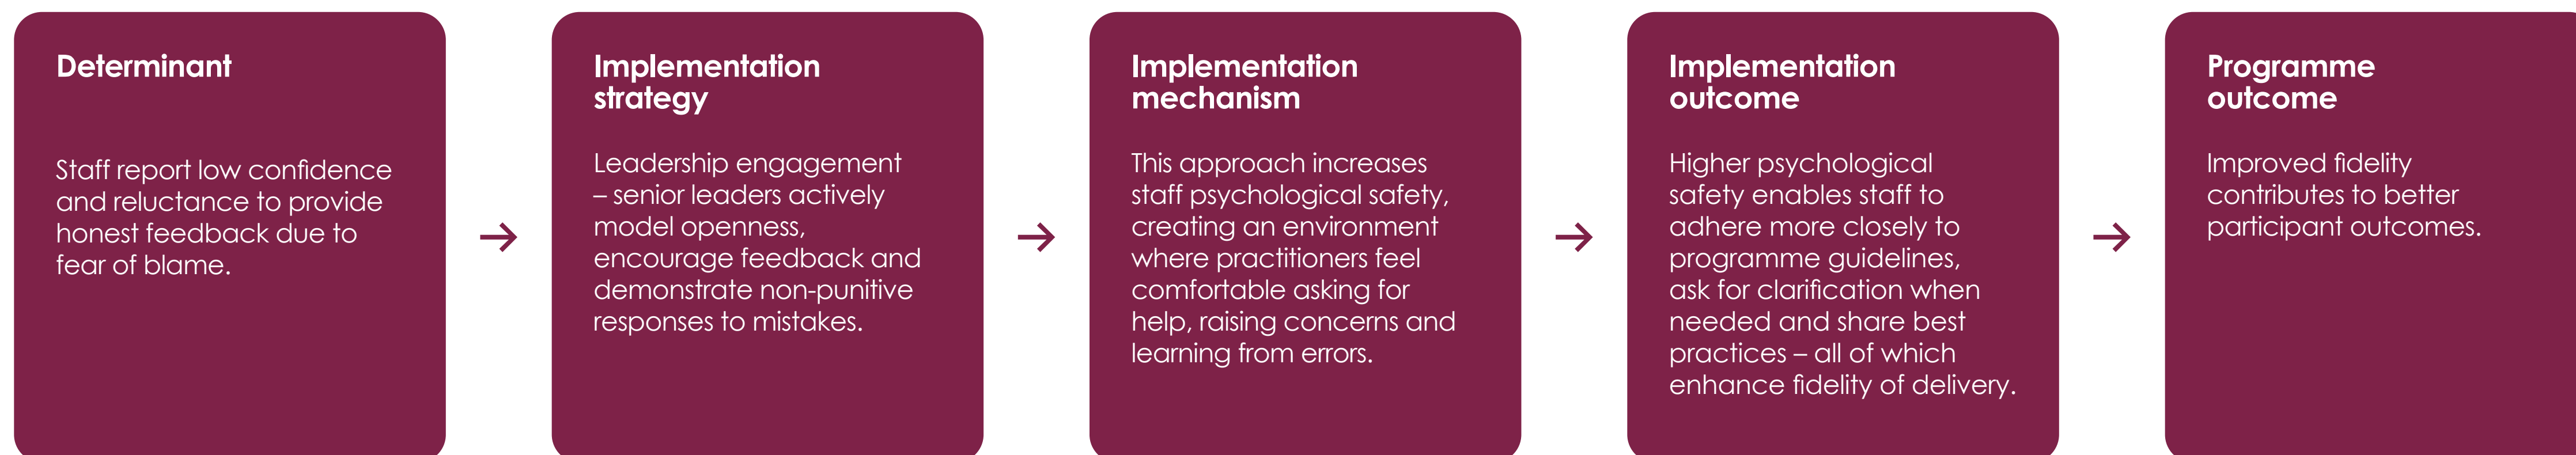 Determinant
Staff report low confidence
and reluctance to provide
honest feedback due to
fear of blame.
→
Implementation
strategy
Leadership engagement
– senior leaders actively
model openness,
encourage feedback and
demonstrate non-punitive
responses to mistakes.
→
Implementation
mechanism
This approach increases
staff psychological safety,
creating an environment
where practitioners feel
comfortable asking for
help, raising concerns and
learning from errors.
→
Implementation
outcome
Higher psychological
safety enables staff to
adhere more closely to
programme guidelines,
ask for clarification when
needed and share best
practices – all of which
enhance fidelity of delivery.
→
Programme
outcome
Improved fidelity
contributes to better
participant outcomes.